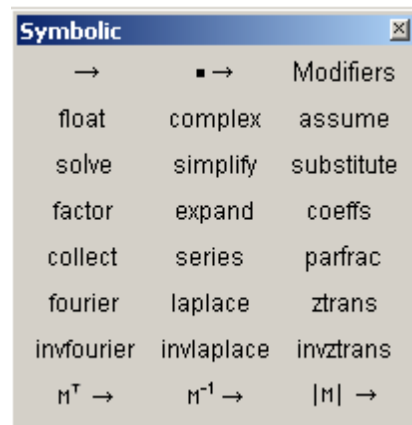 Symbolic
→ ▪ → Modifiers
float complex assume
solve simplify substitute
factor expand coeffs
collect series parfrac
fourier laplace ztrans
invfourier invlaplace invztrans
Mᵀ → M⁻¹ → |M| →